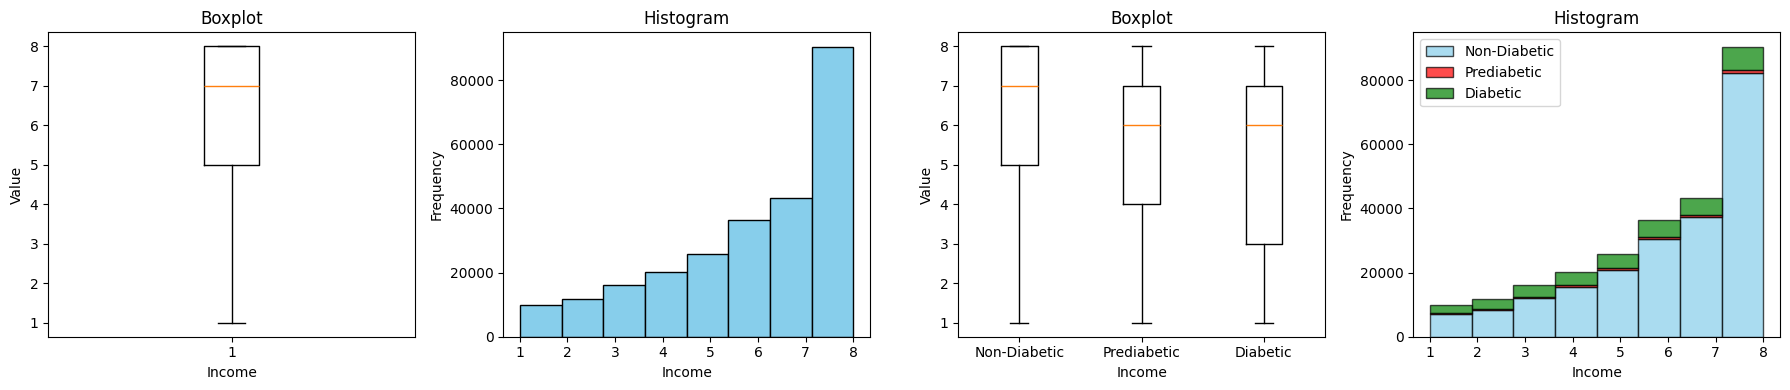 Boxplot
Value
8
7
6
5
4
3
2
1
1
Income
Histogram
Frequency
80000
60000
40000
20000
0
1 2 3 4 5 6 7 8
Income
Boxplot
Value
8
7
6
5
4
3
2
1
Non-Diabetic Prediabetic Diabetic
Income
Histogram
Non-Diabetic
Prediabetic
Diabetic
Frequency
80000
60000
40000
20000
0
1 2 3 4 5 6 7 8
Income